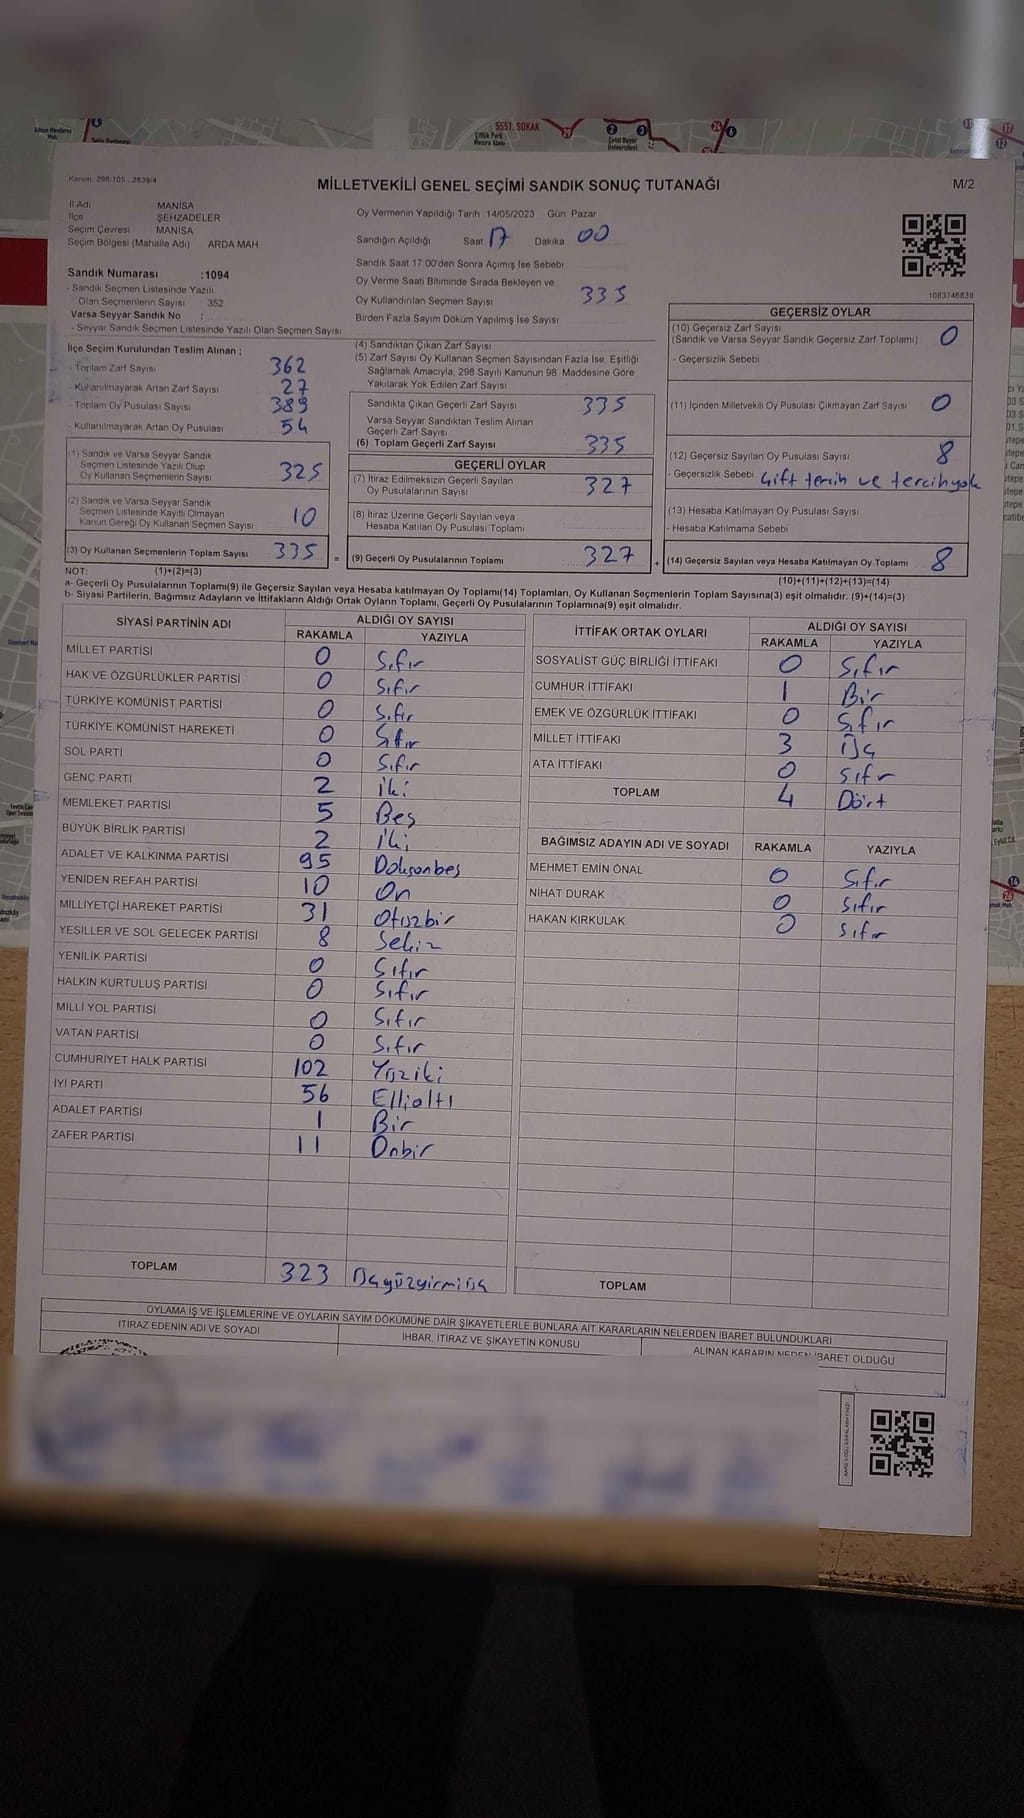 5551. SOKAK
Kanun: 298/105 , 2839/4
MİLLETVEKİLİ GENEL SEÇİMİ SANDIK SONUÇ TUTANAĞI
M/2
İl Adı MANİSA
İlçe ŞEHZADELER
Seçim Çevresi MANİSA
Seçim Bölgesi (Mahalle Adı) ARDA MAH
Oy Vermenin Yapıldığı Tarih 14/05/2023 Gün: Pazar
Sandığın Açıldığı Saat 17 Dakika 00
Sandık Saat 17:00'den Sonra Açımış İse Sebebi
Oy Verme Saati Bitiminde Sırada Bekleyen ve
Oy Kullandırılan Seçmen Sayısı 335
Birden Fazla Sayım Döküm Yapılmış İse Sayısı
1083746839
Sandık Numarası :1094
- Sandık Seçmen Listesinde Yazılı
Olan Seçmenlerin Sayısı 352
Varsa Seyyar Sandık No :
- Seyyar Sandık Seçmen Listesinde Yazılı Olan Seçmen Sayısı
İlçe Seçim Kurulundan Teslim Alınan ;
- Toplam Zarf Sayısı 362
- Kullanılmayarak Artan Zarf Sayısı 27
- Toplam Oy Pusulası Sayısı 389
- Kullanılmayarak Artan Oy Pusulası 54
(1) Sandık ve Varsa Seyyar Sandık
Seçmen Listesinde Yazılı Olup
Oy Kullanan Seçmenlerin Sayısı 325
(2) Sandık ve Varsa Seyyar Sandık
Seçmen Listesinde Kayıtlı Olmayan
Kanun Gereği Oy Kullanan Seçmen Sayısı 10
(3) Oy Kullanan Seçmenlerin Toplam Sayısı 335 =
(4) Sandıktan Çıkan Zarf Sayısı
(5) Zarf Sayısı Oy Kullanan Seçmen Sayısından Fazla İse, Eşitliği
Sağlamak Amacıyla, 298 Sayılı Kanunun 98. Maddesine Göre
Yakılarak Yok Edilen Zarf Sayısı
Sandıkta Çıkan Geçerli Zarf Sayısı 335
Varsa Seyyar Sandıktan Teslim Alınan
Geçerli Zarf Sayısı
(6) Toplam Geçerli Zarf Sayısı 335
GEÇERLİ OYLAR
(7) İtiraz Edilmeksizin Geçerli Sayılan
Oy Pusulalarının Sayısı 327
(8) İtiraz Üzerine Geçerli Sayılan veya
Hesaba Katılan Oy Pusulası Toplamı
(9) Geçerli Oy Pusulalarının Toplamı 327 +
GEÇERSİZ OYLAR
(10) Geçersiz Zarf Sayısı 0
(Sandık ve Varsa Seyyar Sandık Geçersiz Zarf Toplamı)
- Geçersizlik Sebebi
(11) İçinden Milletvekili Oy Pusulası Çıkmayan Zarf Sayısı 0
(12) Geçersiz Sayılan Oy Pusulası Sayısı 8
- Geçersizlik Sebebi Çift tercih ve tercih yok
(13) Hesaba Katılmayan Oy Pusulası Sayısı
- Hesaba Katılmama Sebebi
(14) Geçersiz Sayılan veya Hesaba Katılmayan Oy Toplamı 8
NOT: (1)+(2)=(3)
(10)+(11)+(12)+(13)=(14)
a- Geçerli Oy Pusulalarının Toplamı(9) ile Geçersiz Sayılan veya Hesaba katılmayan Oy Toplamı(14) Toplamları, Oy Kullanan Seçmenlerin Toplam Sayısına(3) eşit olmalıdır. (9)+(14)=(3)
b- Siyasi Partilerin, Bağımsız Adayların ve İttifakların Aldığı Ortak Oyların Toplamı, Geçerli Oy Pusulalarının Toplamına(9) eşit olmalıdır.
SİYASİ PARTİNİN ADI
ALDIĞI OY SAYISI
RAKAMLA YAZIYLA
MİLLET PARTİSİ 0 Sıfır
HAK VE ÖZGÜRLÜKLER PARTİSİ 0 Sıfır
TÜRKİYE KOMÜNİST PARTİSİ 0 Sıfır
TÜRKİYE KOMÜNİST HAREKETİ 0 Sıfır
SOL PARTİ 0 Sıfır
GENÇ PARTİ 2 İki
MEMLEKET PARTİSİ 5 Beş
BÜYÜK BİRLİK PARTİSİ 2 İki
ADALET VE KALKINMA PARTİSİ 95 Doksanbeş
YENİDEN REFAH PARTİSİ 10 On
MİLLİYETÇİ HAREKET PARTİSİ 31 Otuzbir
YEŞİLLER VE SOL GELECEK PARTİSİ 8 Sekiz
YENİLİK PARTİSİ 0 Sıfır
HALKIN KURTULUŞ PARTİSİ 0 Sıfır
MİLLİ YOL PARTİSİ 0 Sıfır
VATAN PARTİSİ 0 Sıfır
CUMHURİYET HALK PARTİSİ 102 Yüziki
İYİ PARTİ 56 Ellialtı
ADALET PARTİSİ 1 Bir
ZAFER PARTİSİ 11 Onbir
TOPLAM 323 Üçyüzyirmiüç
İTTİFAK ORTAK OYLARI
ALDIĞI OY SAYISI
RAKAMLA YAZIYLA
SOSYALİST GÜÇ BİRLİĞİ İTTİFAKI 0 Sıfır
CUMHUR İTTİFAKI 1 Bir
EMEK VE ÖZGÜRLÜK İTTİFAKI 0 Sıfır
MİLLET İTTİFAKI 3 Üç
ATA İTTİFAKI 0 Sıfır
TOPLAM 4 Dört
BAĞIMSIZ ADAYIN ADI VE SOYADI RAKAMLA YAZIYLA
MEHMET EMİN ÖNAL 0 Sıfır
NİHAT DURAK 0 Sıfır
HAKAN KIRKULAK 0 Sıfır
TOPLAM
OYLAMA İŞ VE İŞLEMLERİNE VE OYLARIN SAYIM DÖKÜMÜNE DAİR ŞİKAYETLERLE BUNLARA AİT KARARLARIN NELERDEN İBARET BULUNDUKLARI
İTİRAZ EDENİN ADI VE SOYADI
İHBAR, İTİRAZ VE ŞİKAYETİN KONUSU
ALINAN KARARIN NEDEN İBARET OLDUĞU